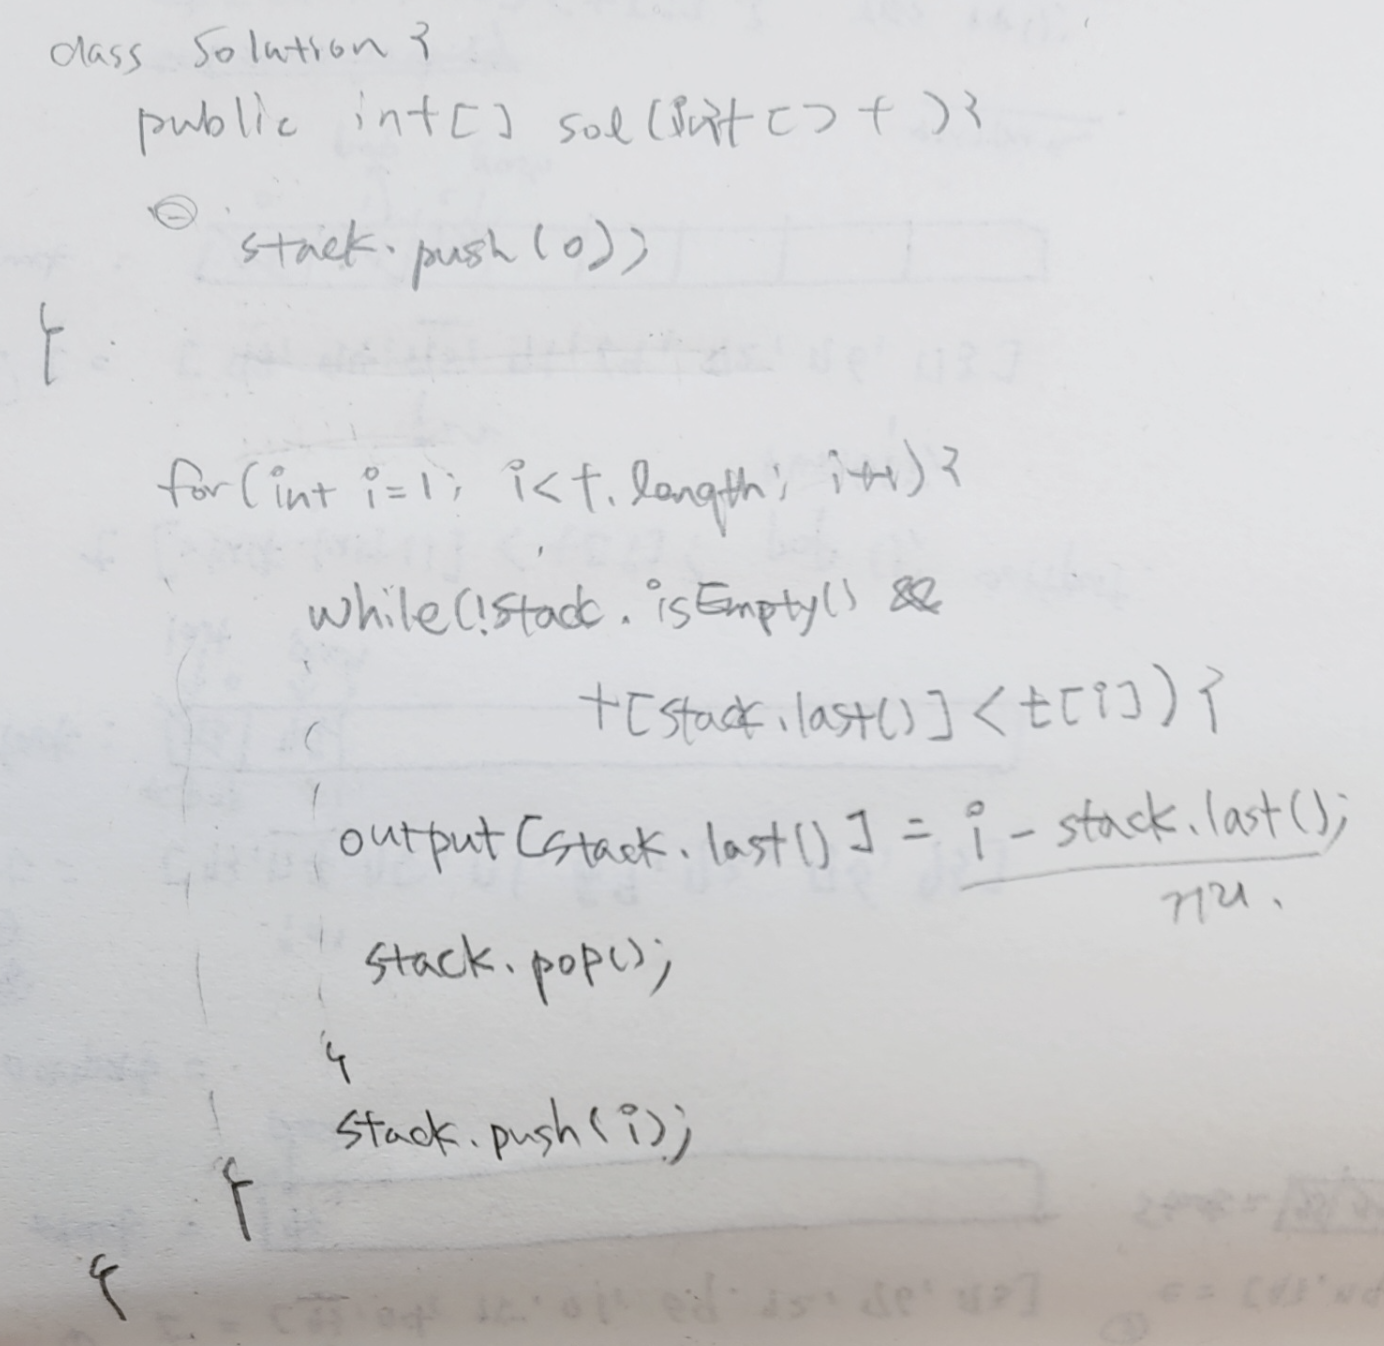 class Solution {
public int[] sol(int[] t){
stack.push(0);
}
for(int i=1; i<t.length; i++){
while(!stack.isEmpty() &&
t[stack.last()] < t[i]){
output[stack.last()] = i - stack.last();
거리.
stack.pop();
}
stack.push(i);
}
}